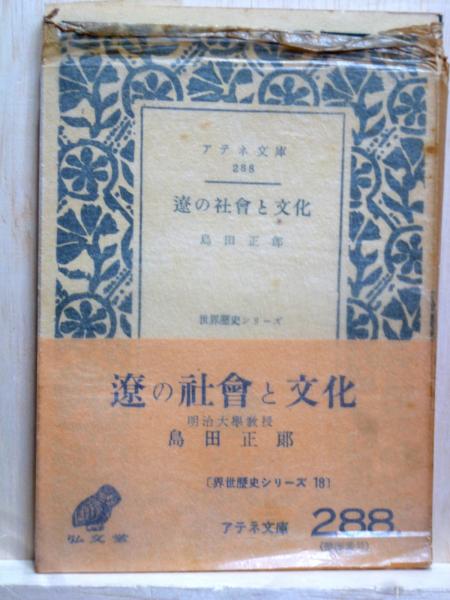 アテネ文庫
288
遼の社會と文化
島田正郎
世界歴史シリーズ
遼の社會と文化
明治大學教授
島田正郎
〔界世歴史シリーズ 18〕
弘文堂
アテネ文庫 288